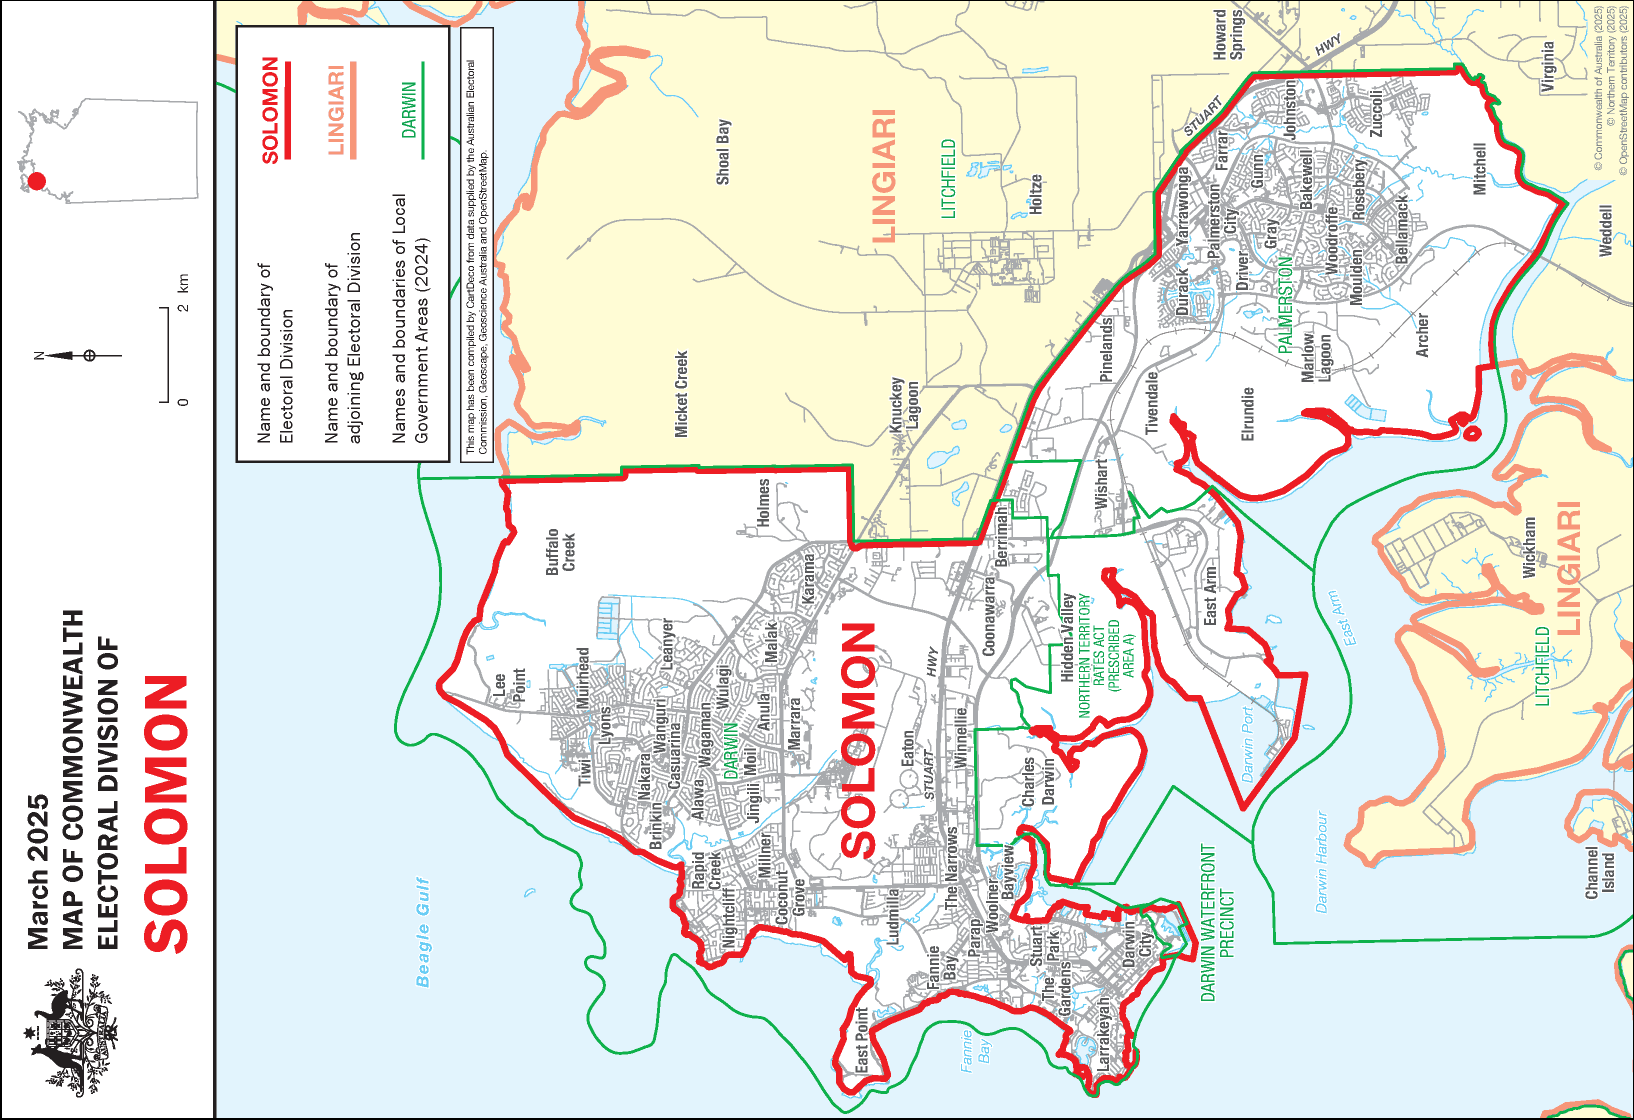 March 2025
MAP OF COMMONWEALTH
ELECTORAL DIVISION OF
SOLOMON
N
0
2 km
Name and boundary of
Electoral Division
SOLOMON
Name and boundary of
adjoining Electoral Division
LINGIARI
Names and boundaries of Local
Government Areas (2024)
DARWIN
This map has been compiled by CartDeco from data supplied by the Australian Electoral
Commission, Geoscape, Geoscience Australia and OpenStreetMap.
Beagle Gulf
Buffalo
Creek
Lee
Point
Holmes
Micket Creek
Shoal Bay
Muirhead
Lyons
Tiwi
Leanyer
Nakara
Wanguri
Brinkin
Casuarina
Alawa
Wagaman
Wulagi
DARWIN
Jingili
Moil
Anula
Malak
Karama
Marrara
Rapid
Creek
Nightcliff
Millner
Coconut
Grove
SOLOMON
Knuckey
Lagoon
LINGIARI
LITCHFIELD
Holtze
Howard
Springs
HWY
STUART
Virginia
East Point
Ludmilla
Eaton
STUART
HWY
Winnellie
The Narrows
Fannie
Bay
Parap
Woolner
Bayview
Coonawarra
Berrimah
Charles
Darwin
Hidden Valley
NORTHERN TERRITORY
RATES ACT
(PRESCRIBED
AREA A)
Fannie
Bay
Stuart
Park
The
Gardens
Larrakeyah
Darwin
City
DARWIN WATERFRONT
PRECINCT
Wishart
Tivendale
Pinelands
East Arm
Darwin Port
Elrundie
Durack
Yarrawonga
Palmerston
City
Farrar
Driver
Gray
Gunn
Johnston
Bakewell
PALMERSTON
Woodroffe
Moulden
Rosebery
Zuccoli
Bellamack
Marlow
Lagoon
Archer
Mitchell
Weddell
East Arm
Darwin Harbour
Wickham
LINGIARI
LITCHFIELD
Channel
Island
© Commonwealth of Australia (2025)
© Northern Territory (2025)
© OpenStreetMap contributors (2025)